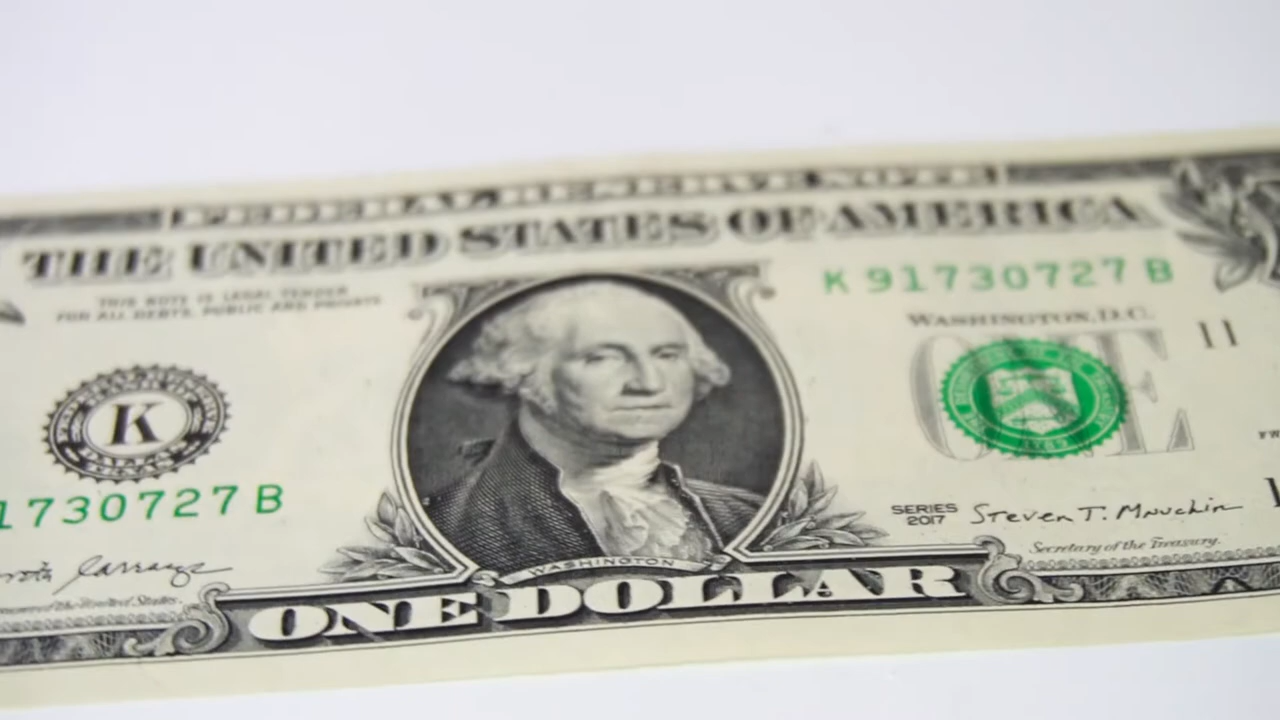 FEDERAL RESERVE NOTE
THE UNITED STATES OF AMERICA
THIS NOTE IS LEGAL TENDER
FOR ALL DEBTS, PUBLIC AND PRIVATE
K 91730727 B
WASHINGTON, D.C.
ONE
11
K
1730727 B
SERIES
2017
Steven T. Mnuchin
Secretary of the Treasury.
WASHINGTON
ONE DOLLAR